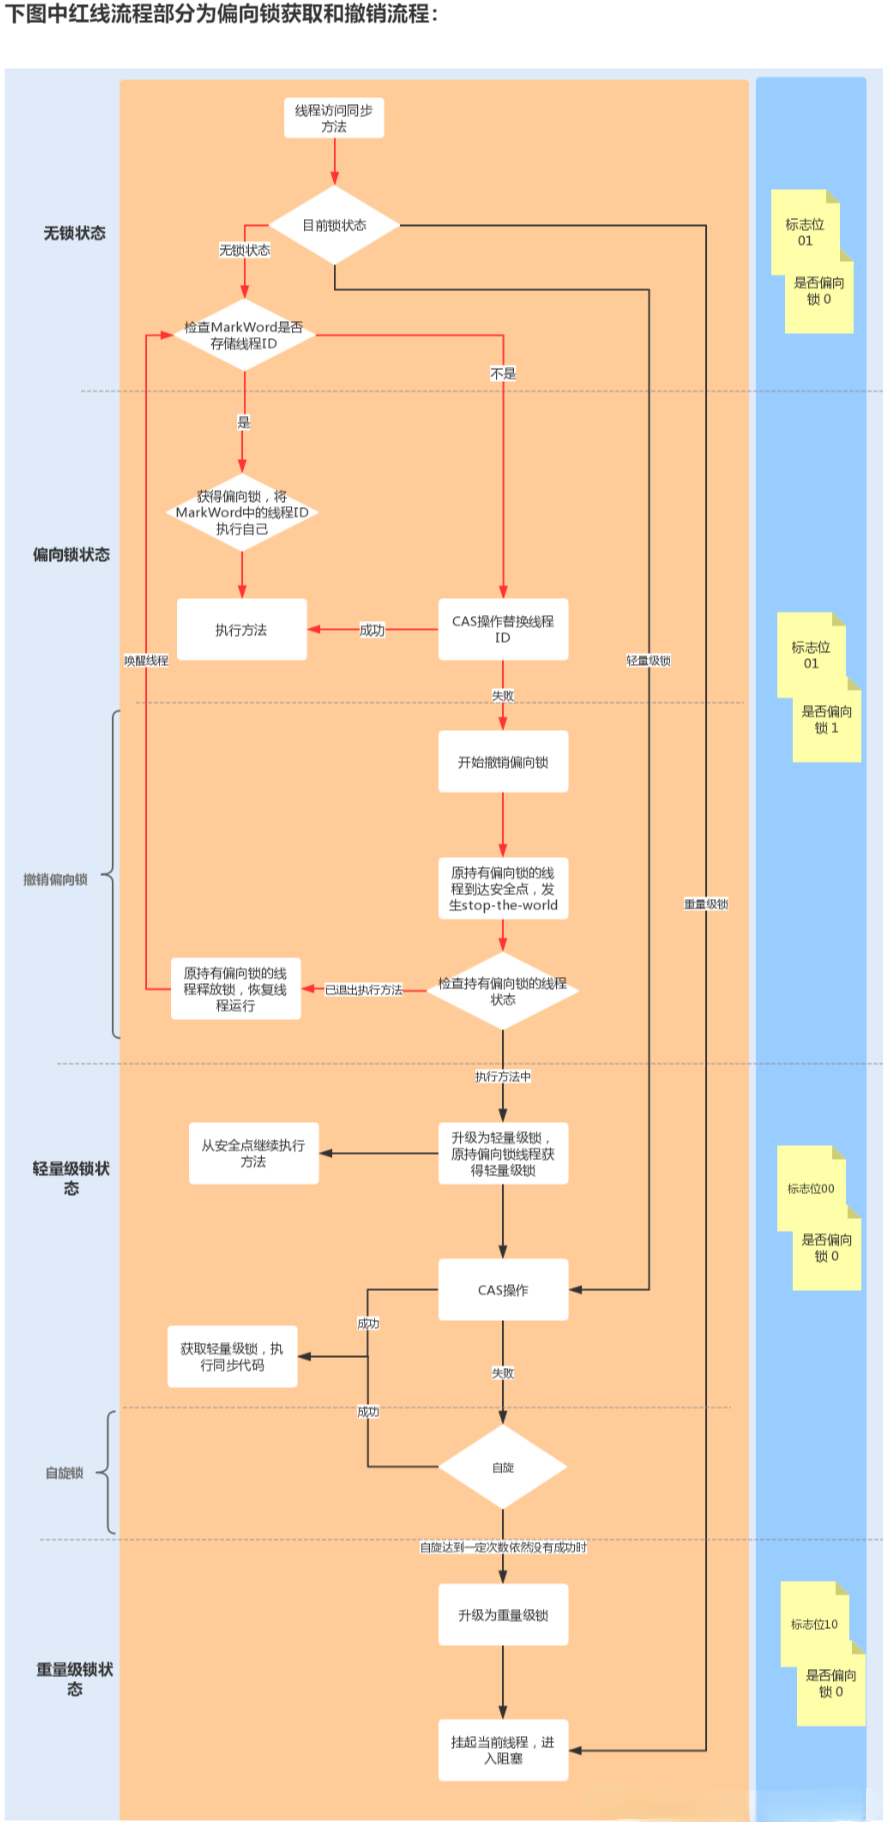 下图中红线流程部分为偏向锁获取和撤销流程：
线程访问同步
方法
目前锁状态
无锁状态
无锁状态
标志位
01
是否偏向
锁 0
检查MarkWord是否
存储线程ID
不是
是
获得偏向锁，将
MarkWord中的线程ID
执行自己
偏向锁状态
执行方法
成功
CAS操作替换线程
ID
唤醒线程
轻量级锁
标志位
01
是否偏向
锁 1
失败
开始撤销偏向锁
撤销偏向锁
原持有偏向锁的线
程到达安全点，发
生stop-the-world
重量级锁
原持有偏向锁的线
程释放锁，恢复线
程运行
已退出执行方法
检查持有偏向锁的线程
状态
执行方法中
轻量级锁状
态
从安全点继续执行
方法
升级为轻量级锁，
原持偏向锁线程获
得轻量级锁
标志位00
是否偏向
锁 0
CAS操作
成功
获取轻量级锁，执
行同步代码
失败
成功
自旋锁
自旋
自旋达到一定次数依然没有成功时
升级为重量级锁
标志位10
是否偏向
锁 0
重量级锁状
态
挂起当前线程，进
入阻塞